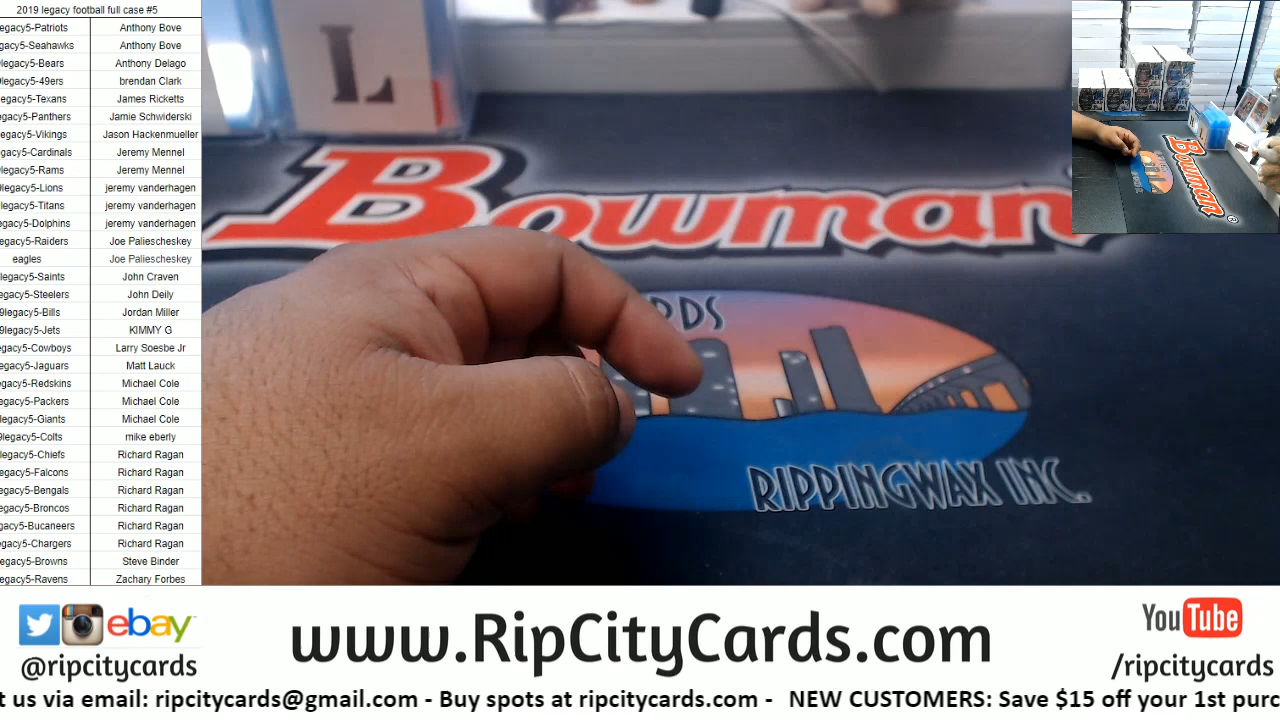 2019 legacy football full case #5
egacy5-Patriots Anthony Bove
gacy5-Seahawks Anthony Bove
legacy5-Bears Anthony Delago
9legacy5-49ers brendan Clark
egacy5-Texans James Ricketts
gacy5-Panthers Jamie Schwiderski
egacy5-Vikings Jason Hackenmueller
gacy5-Cardinals Jeremy Mennel
9legacy5-Rams Jeremy Mennel
9legacy5-Lions jeremy vanderhagen
legacy5-Titans jeremy vanderhagen
gacy5-Dolphins jeremy vanderhagen
egacy5-Raiders Joe Paliescheskey
eagles Joe Paliescheskey
legacy5-Saints John Craven
egacy5-Steelers John Deily
9legacy5-Bills Jordan Miller
9legacy5-Jets KIMMY G
egacy5-Cowboys Larry Soesbe Jr
gacy5-Jaguars Matt Lauck
gacy5-Redskins Michael Cole
egacy5-Packers Michael Cole
legacy5-Giants Michael Cole
9legacy5-Colts mike eberly
legacy5-Chiefs Richard Ragan
egacy5-Falcons Richard Ragan
egacy5-Bengals Richard Ragan
gacy5-Broncos Richard Ragan
gacy5-Bucaneers Richard Ragan
gacy5-Chargers Richard Ragan
egacy5-Browns Steve Binder
egacy5-Ravens Zachary Forbes
L
Bowman
RDS
RIPPINGWAX INC.
Bowman
ebay
@ripcitycards
www.RipCityCards.com
YouTube
/ripcitycards
t us via email: ripcitycards@gmail.com - Buy spots at ripcitycards.com - NEW CUSTOMERS: Save $15 off your 1st purc